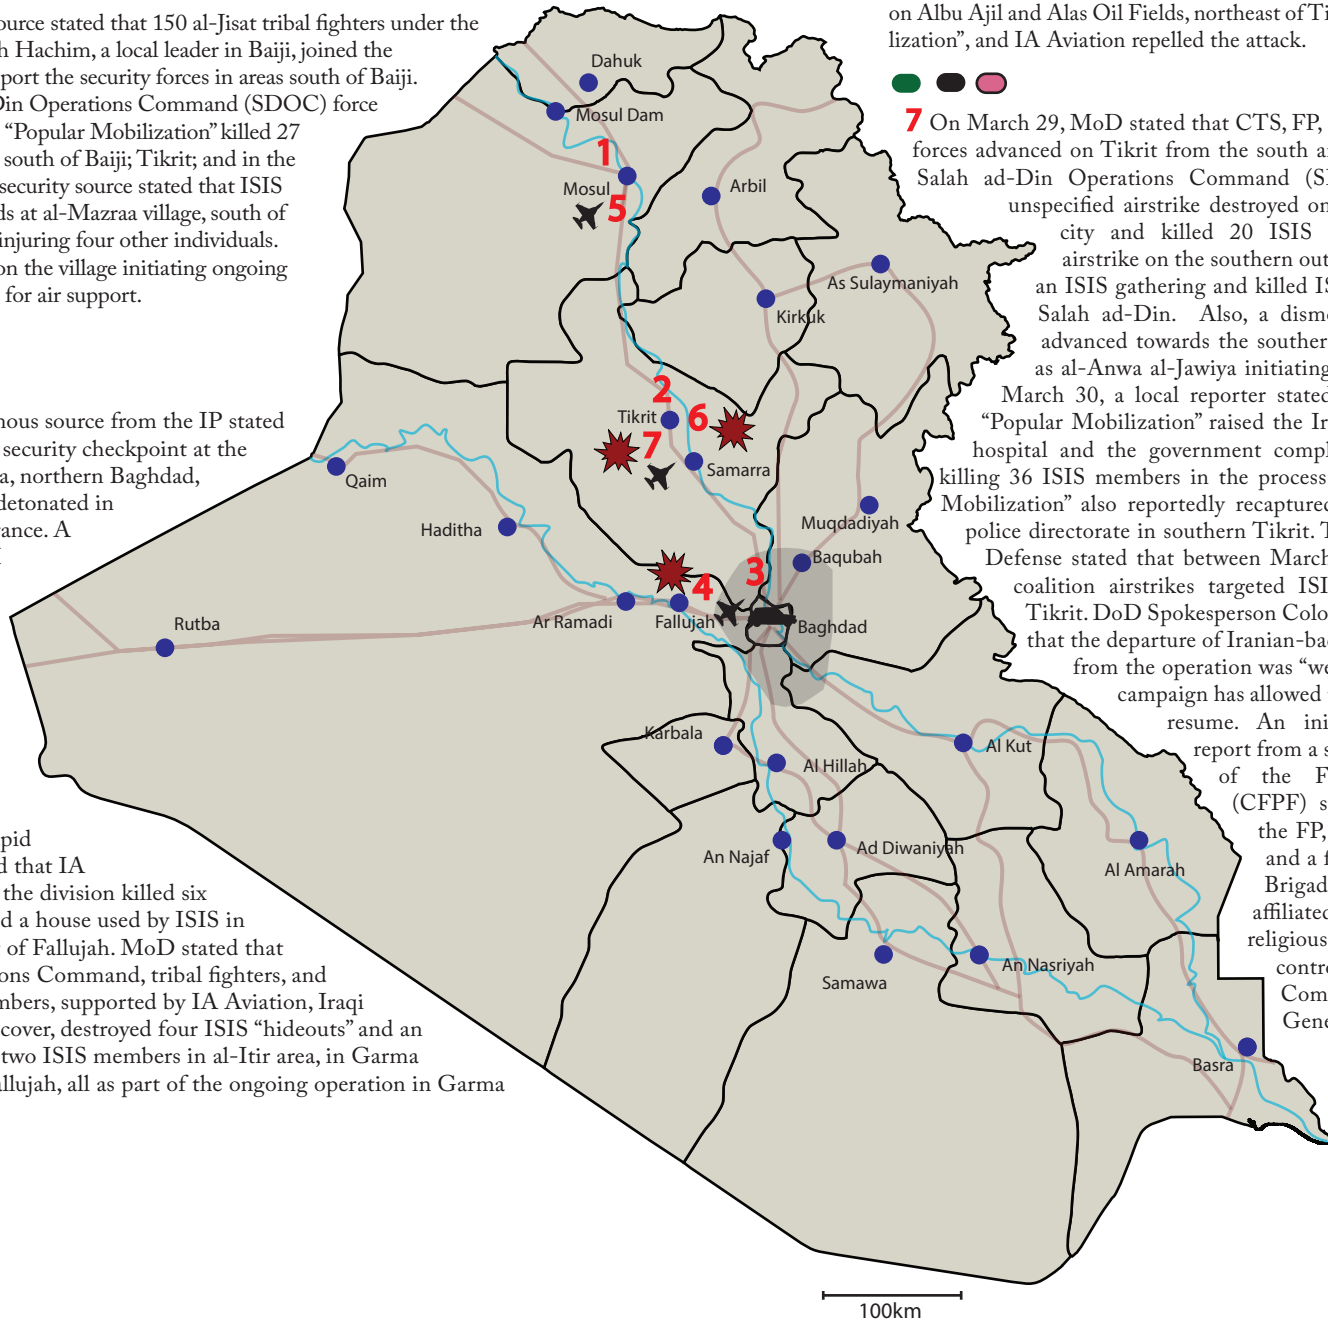 ource stated that 150 al-Jisat tribal fighters under the
h Hachim, a local leader in Baiji, joined the
pport the security forces in areas south of Baiji.
Din Operations Command (SDOC) force
“Popular Mobilization” killed 27
south of Baiji; Tikrit; and in the
security source stated that ISIS
ds at al-Mazraa village, south of
injuring four other individuals.
on the village initiating ongoing
for air support.
nous source from the IP stated
security checkpoint at the
a, northern Baghdad,
detonated in
rance. A
pid
d that IA
the division killed six
d a house used by ISIS in
of Fallujah. MoD stated that
ons Command, tribal fighters, and
mbers, supported by IA Aviation, Iraqi
cover, destroyed four ISIS “hideouts” and an
two ISIS members in al-Itir area, in Garma
allujah, all as part of the ongoing operation in Garma
on Albu Ajil and Alas Oil Fields, northeast of Ti
lization”, and IA Aviation repelled the attack.
7 On March 29, MoD stated that CTS, FP,
forces advanced on Tikrit from the south a
Salah ad-Din Operations Command (S
unspecified airstrike destroyed on
city and killed 20 ISIS
airstrike on the southern out
an ISIS gathering and killed IS
Salah ad-Din. Also, a disme
advanced towards the souther
as al-Anwa al-Jawiya initiating
March 30, a local reporter stated
“Popular Mobilization” raised the Ir
hospital and the government compl
killing 36 ISIS members in the process
Mobilization” also reportedly recaptured
police directorate in southern Tikrit. T
Defense stated that between March
coalition airstrikes targeted ISI
Tikrit. DoD Spokesperson Colo
that the departure of Iranian-bac
from the operation was “we
campaign has allowed
resume. An ini
report from a s
of the F
(CFPF) s
the FP,
and a f
Brigad
affiliated
religious
contro
Com
Gene
Dahuk
Mosul Dam
1
Mosul
5
Arbil
As Sulaymaniyah
Kirkuk
2
Tikrit
6
7
Samarra
Qaim
Haditha
Muqdadiyah
Baqubah
3
4
Ar Ramadi
Fallujah
Baghdad
Rutba
Karbala
Al Kut
Al Hillah
An Najaf
Ad Diwaniyah
Al Amarah
Samawa
An Nasriyah
Basra
100km